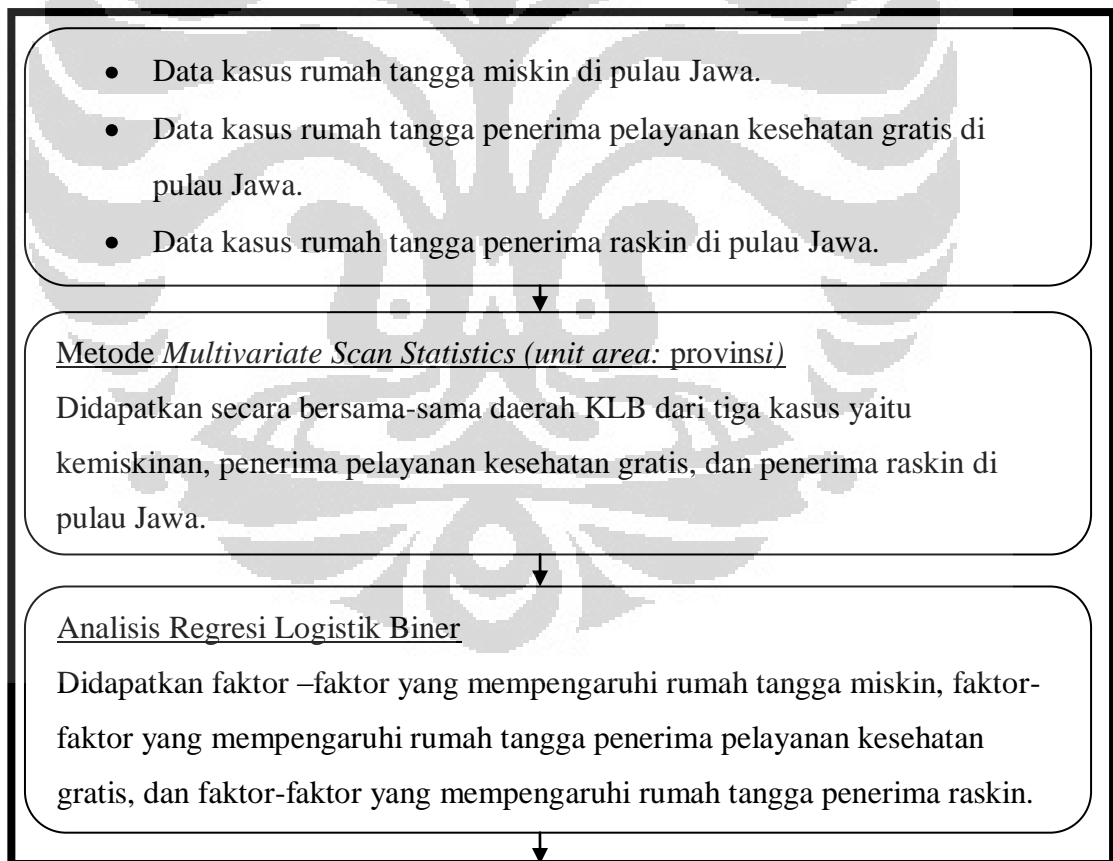 • Data kasus rumah tangga miskin di pulau Jawa.
• Data kasus rumah tangga penerima pelayanan kesehatan gratis di
pulau Jawa.
• Data kasus rumah tangga penerima raskin di pulau Jawa.
Metode Multivariate Scan Statistics (unit area: provinsi)
Didapatkan secara bersama-sama daerah KLB dari tiga kasus yaitu
kemiskinan, penerima pelayanan kesehatan gratis, dan penerima raskin di
pulau Jawa.
Analisis Regresi Logistik Biner
Didapatkan faktor –faktor yang mempengaruhi rumah tangga miskin, faktor-
faktor yang mempengaruhi rumah tangga penerima pelayanan kesehatan
gratis, dan faktor-faktor yang mempengaruhi rumah tangga penerima raskin.